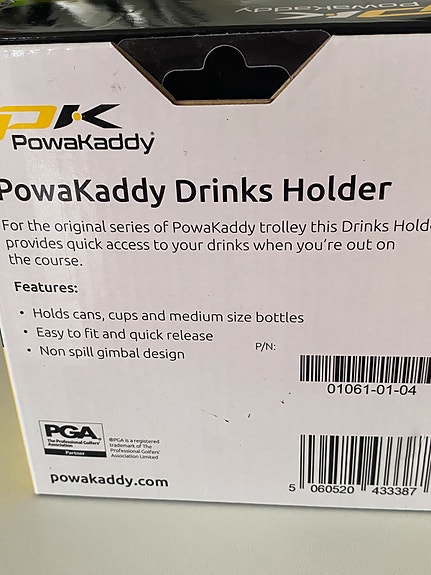 Powakaddy
PK
PowaKaddy®
PowaKaddy Drinks Holder
For the original series of PowaKaddy trolley this Drinks Hold
provides quick access to your drinks when you're out on
the course.
Features:
• Holds cans, cups and medium size bottles
• Easy to fit and quick release
• Non spill gimbal design
P/N:
01061-01-04
PGA
The Professional Golfers'
Association
Partner
®PGA is a registered
trademark of The
Professional Golfers'
Association Limited
powakaddy.com
5 060520 433387